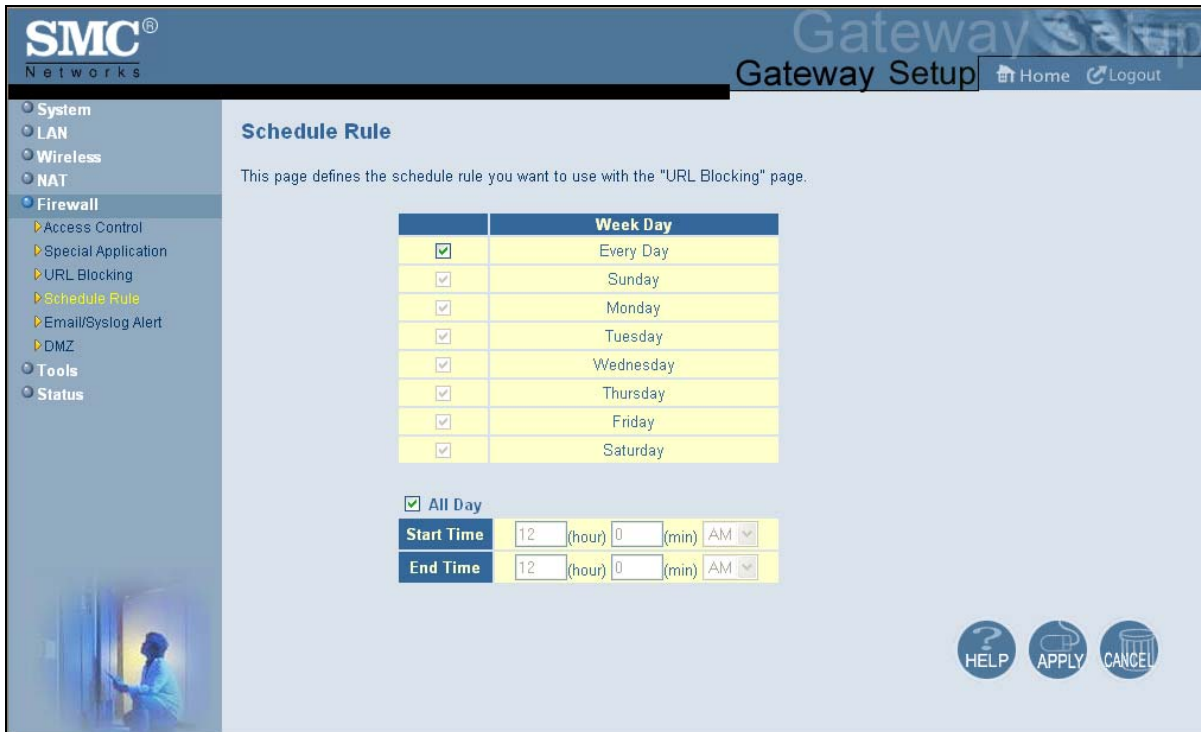 SMC®
Networks
Gateway Setup
Gateway Setup
Home
Logout
System
LAN
Wireless
NAT
Firewall
Access Control
Special Application
URL Blocking
Schedule Rule
Email/Syslog Alert
DMZ
Tools
Status
Schedule Rule
This page defines the schedule rule you want to use with the "URL Blocking" page.
Week Day
Every Day
Sunday
Monday
Tuesday
Wednesday
Thursday
Friday
Saturday
All Day
Start Time 12 (hour) 0 (min) AM
End Time 12 (hour) 0 (min) AM
HELP APPLY CANCEL